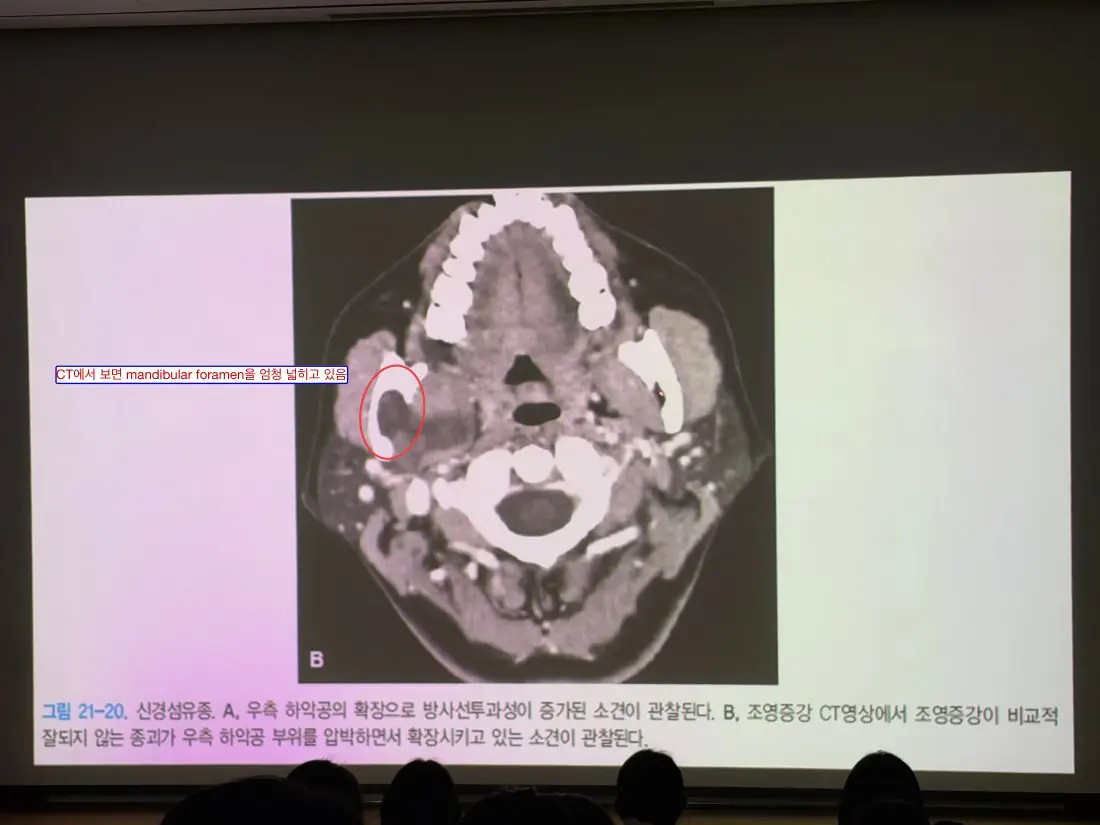 CT에서 보면 mandibular foramen을 엄청 넓히고 있음
B
그림 21-20. 신경섬유종. A, 우측 하악공의 확장으로 방사선투과성이 증가된 소견이 관찰된다. B, 조영증강 CT영상에서 조영증강이 비교적
잘되지 않는 종괴가 우측 하악공 부위를 압박하면서 확장시키고 있는 소견이 관찰된다.